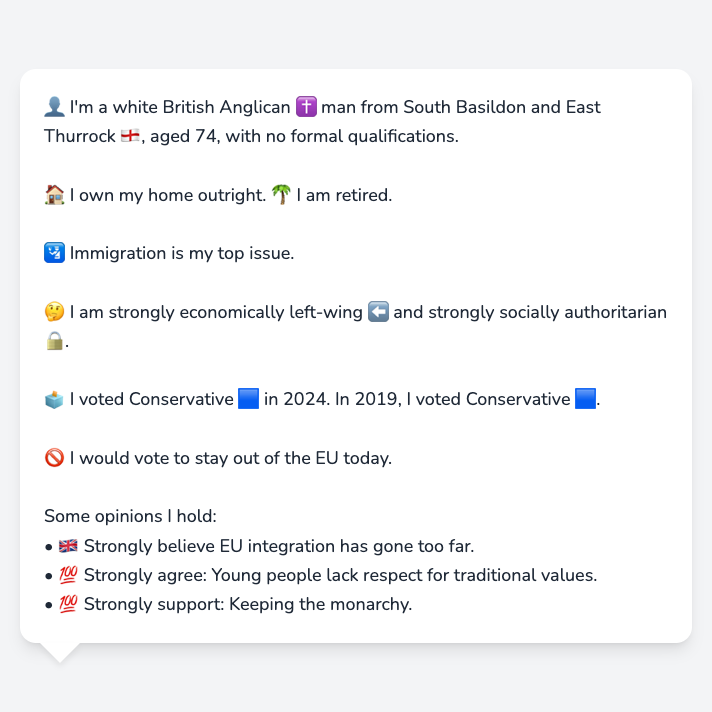 👤 I'm a white British Anglican ✝️ man from South Basildon and East
Thurrock 🏴󠁧󠁢󠁥󠁮󠁧󠁿, aged 74, with no formal qualifications.
🏠 I own my home outright. 🌴 I am retired.
🛂 Immigration is my top issue.
🤔 I am strongly economically left-wing ⬅️ and strongly socially authoritarian
🔒.
🗳️ I voted Conservative 🟦 in 2024. In 2019, I voted Conservative 🟦.
🚫 I would vote to stay out of the EU today.
Some opinions I hold:
• 🇬🇧 Strongly believe EU integration has gone too far.
• 💯 Strongly agree: Young people lack respect for traditional values.
• 💯 Strongly support: Keeping the monarchy.